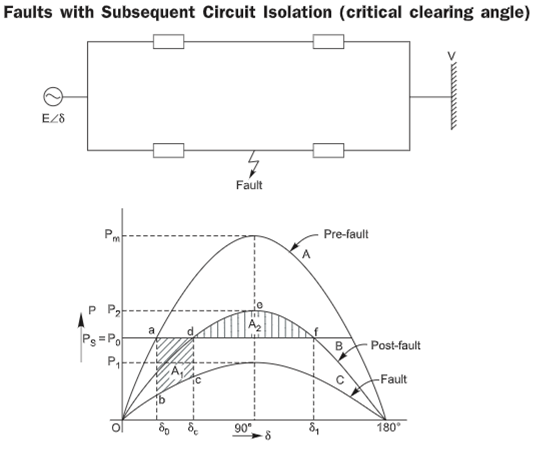 Faults with Subsequent Circuit Isolation (critical clearing angle)
V
E∠δ
Fault
Pm
Pre-fault
A
P
P2
e
A2
a
d
f
PS = P0
B
Post-fault
P1
A1
c
C
Fault
b
O
δ0
δc
90°
δ
δ1
180°